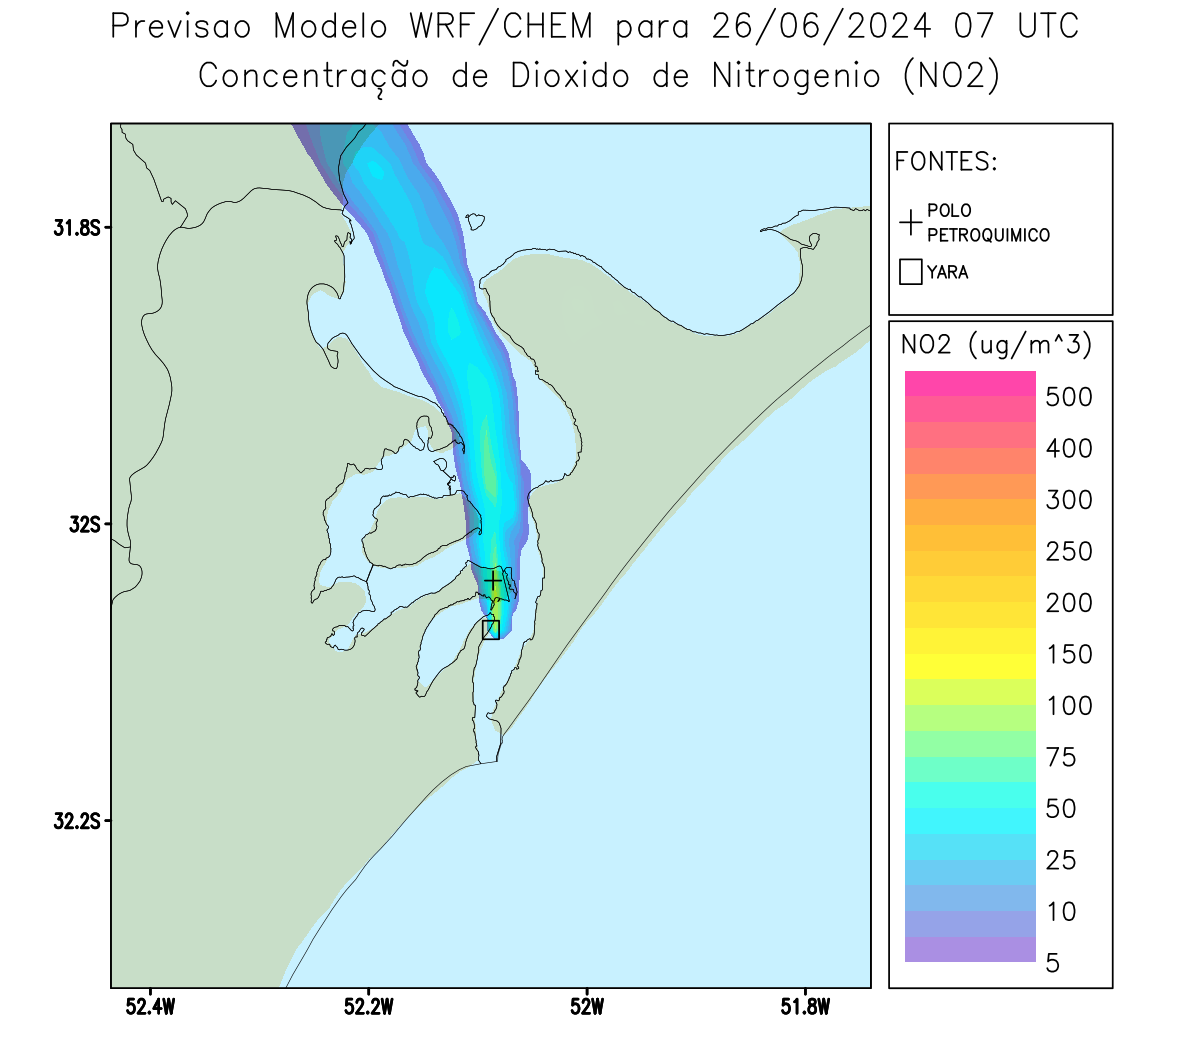 Previsao Modelo WRF/CHEM para 26/06/2024 07 UTC
Concentração de Dioxido de Nitrogenio (NO2)
FONTES:
POLO
PETROQUIMICO
YARA
NO2 (ug/m^3)
500
400
300
250
200
150
100
75
50
25
10
5
31.8S
32S
32.2S
52.4W
52.2W
52W
51.8W